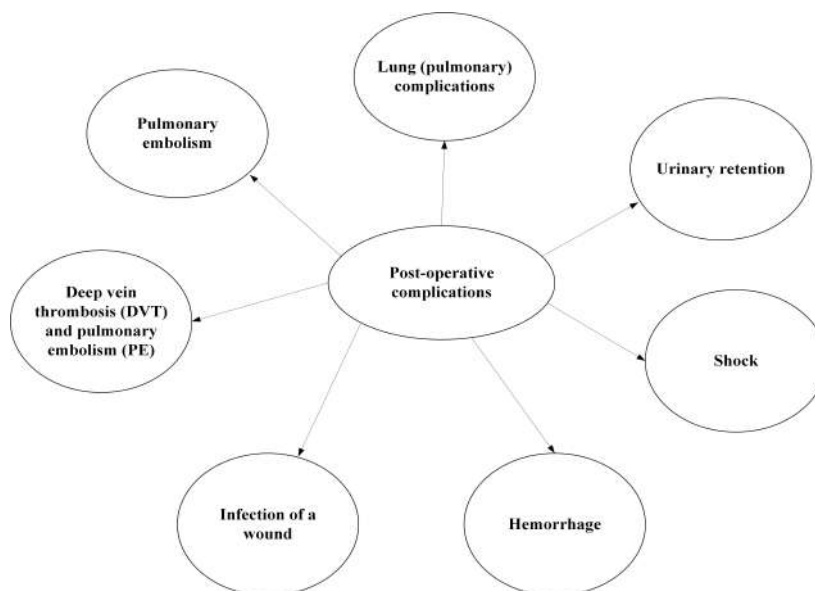 Lung (pulmonary)
complications
Pulmonary
embolism
Urinary retention
Post-operative
complications
Deep vein
thrombosis (DVT)
and pulmonary
embolism (PE)
Shock
Infection of a
wound
Hemorrhage